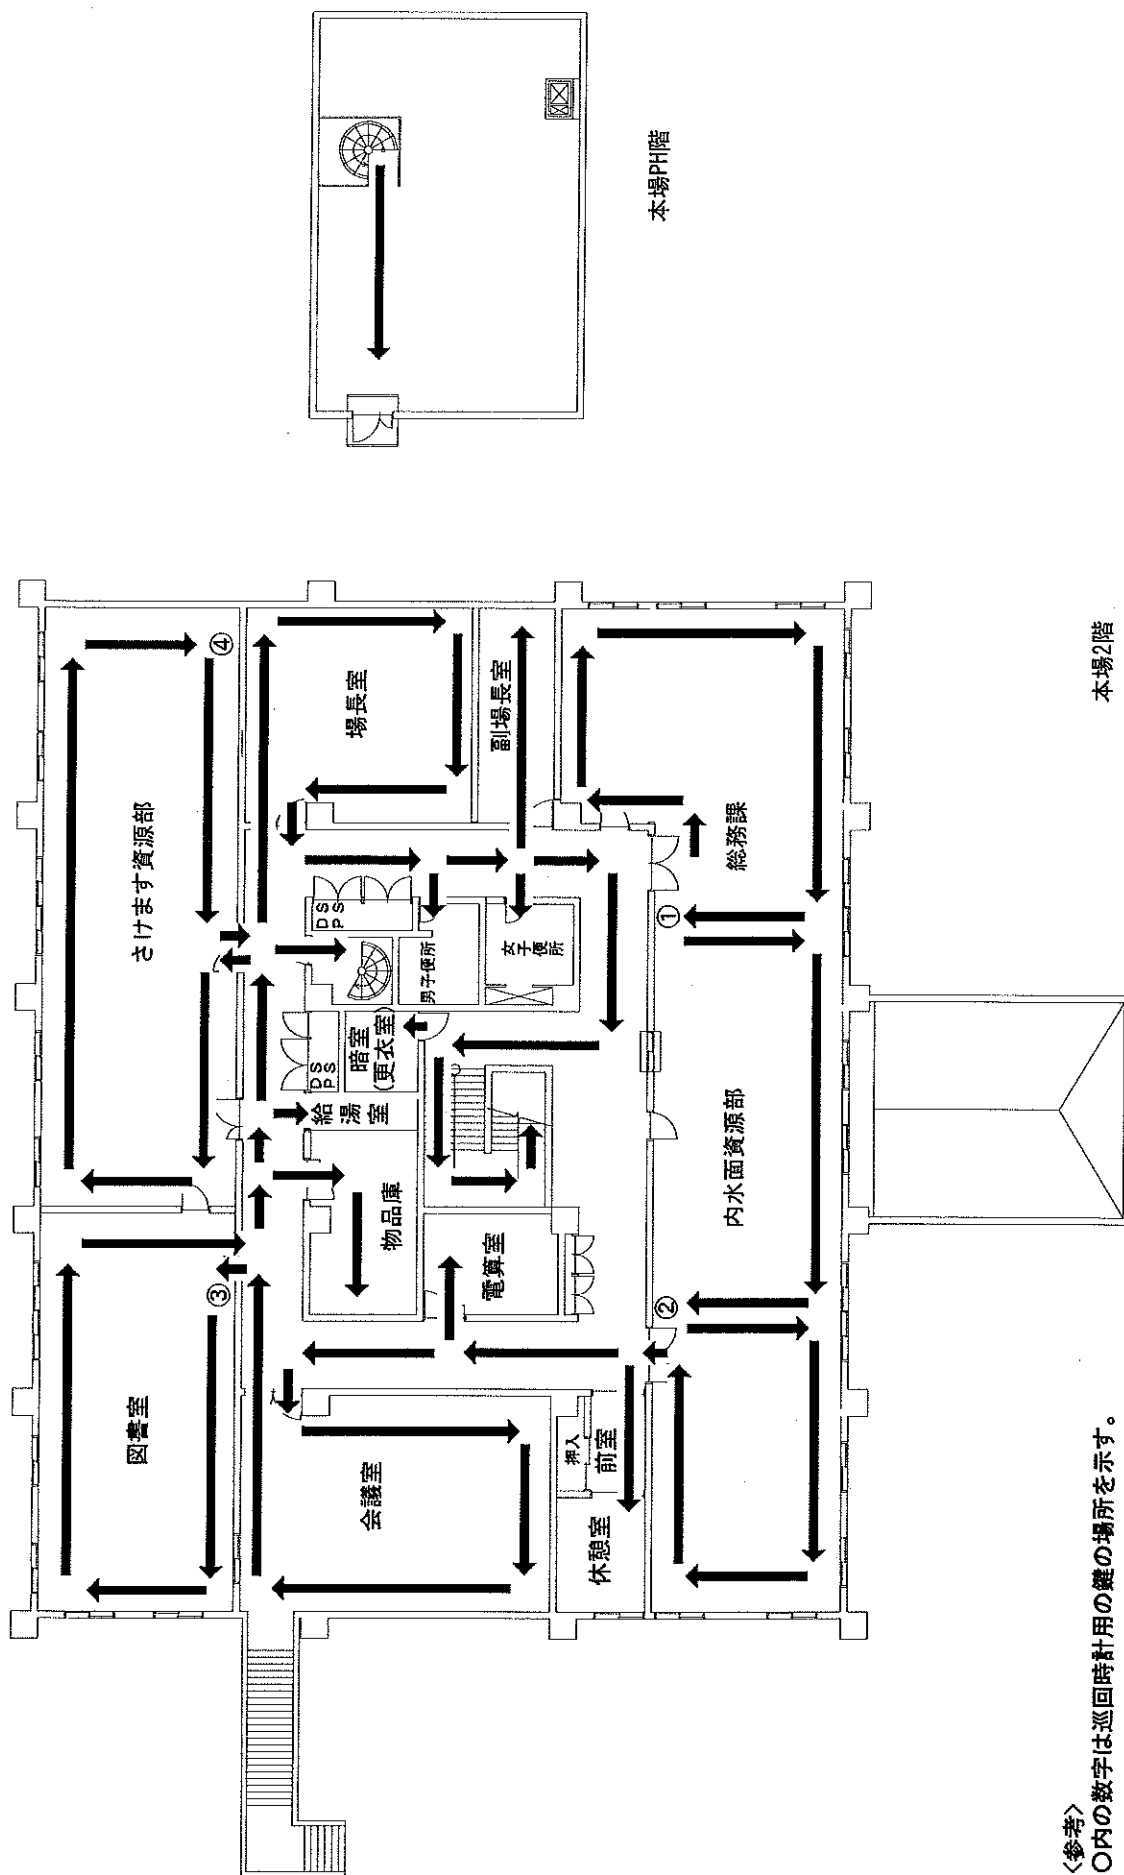 本場PH階
本場2階
図書室
さけます資源部
③
④
会議室
物品庫
給湯室
DS
PS
暗室
(更衣室)
DS
PS
場長室
男子便所
女子
便所
副場長室
押入
前室
休憩室
電算室
②
①
内水面資源部
総務課
<参考>
○内の数字は巡回時計用の鍵の場所を示す。